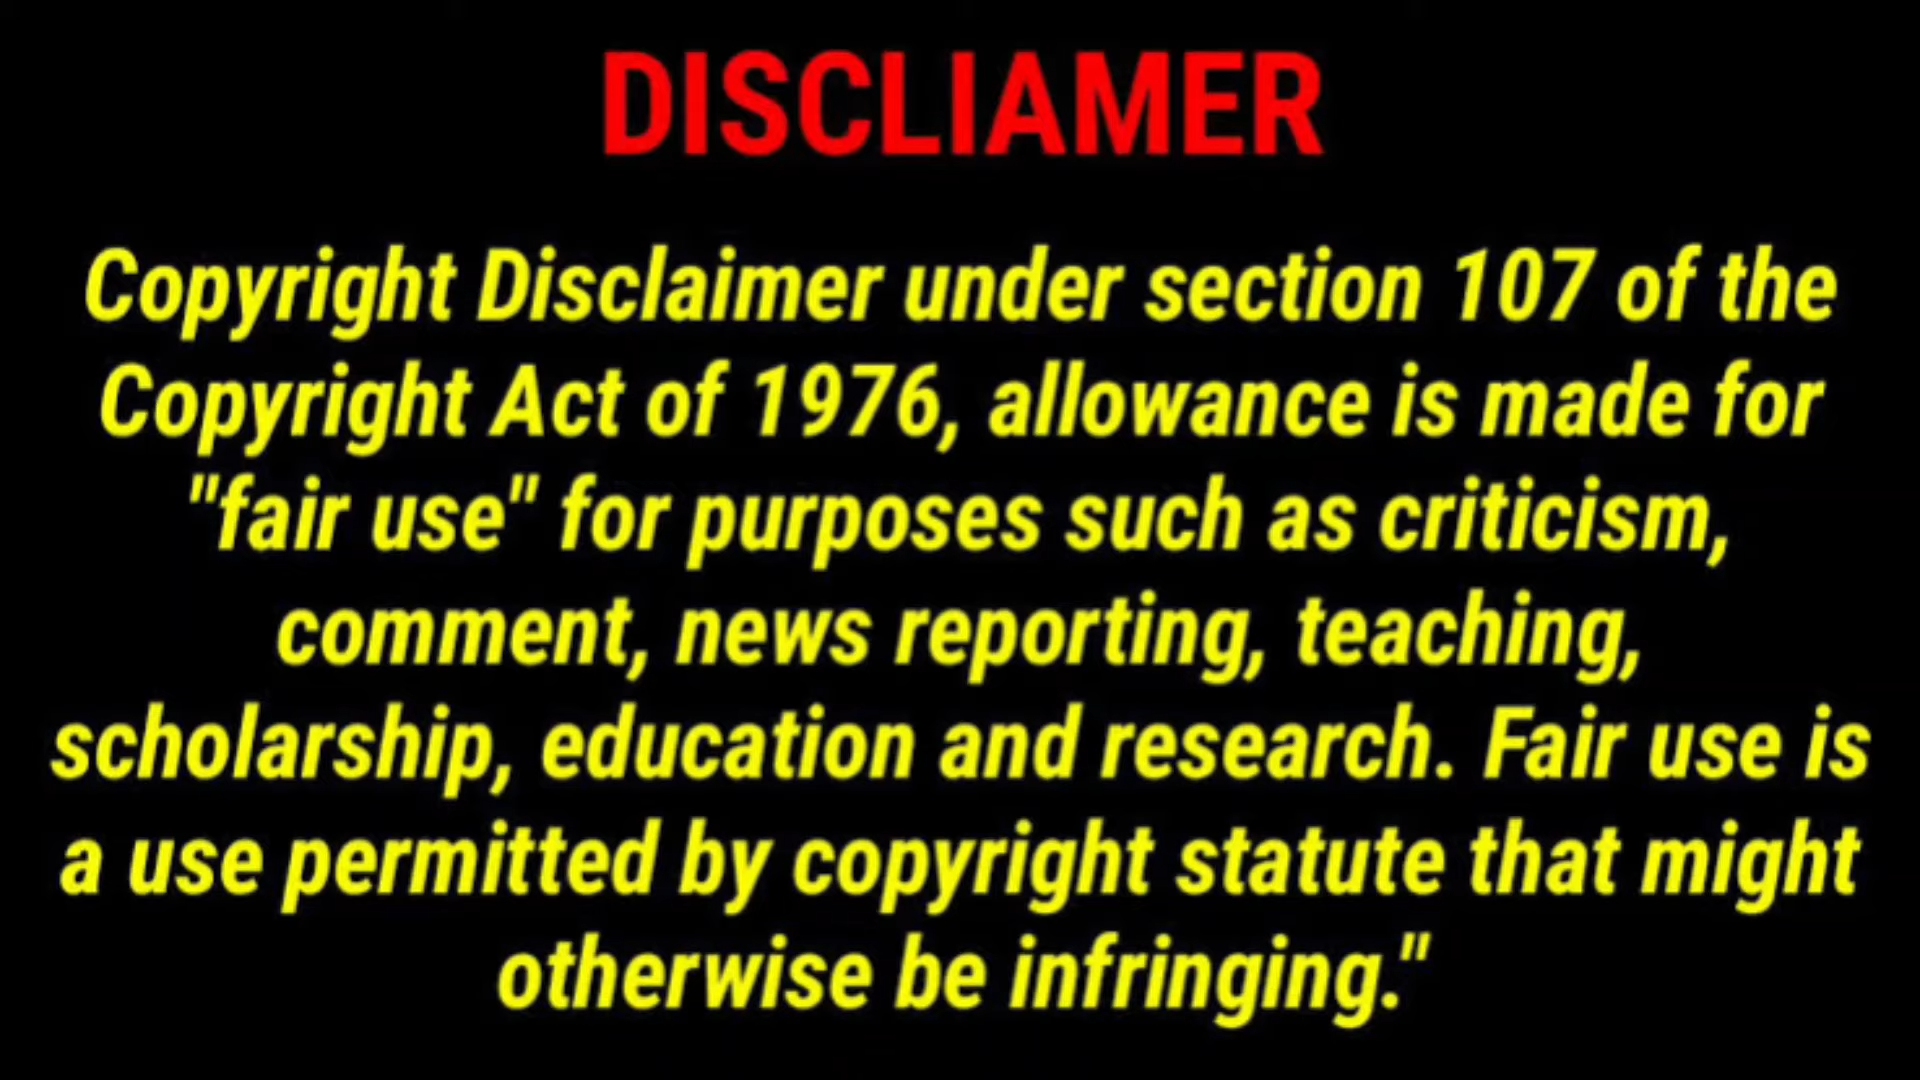 DISCLIAMER
Copyright Disclaimer under section 107 of the
Copyright Act of 1976, allowance is made for
"fair use" for purposes such as criticism,
comment, news reporting, teaching,
scholarship, education and research. Fair use is
a use permitted by copyright statute that might
otherwise be infringing."